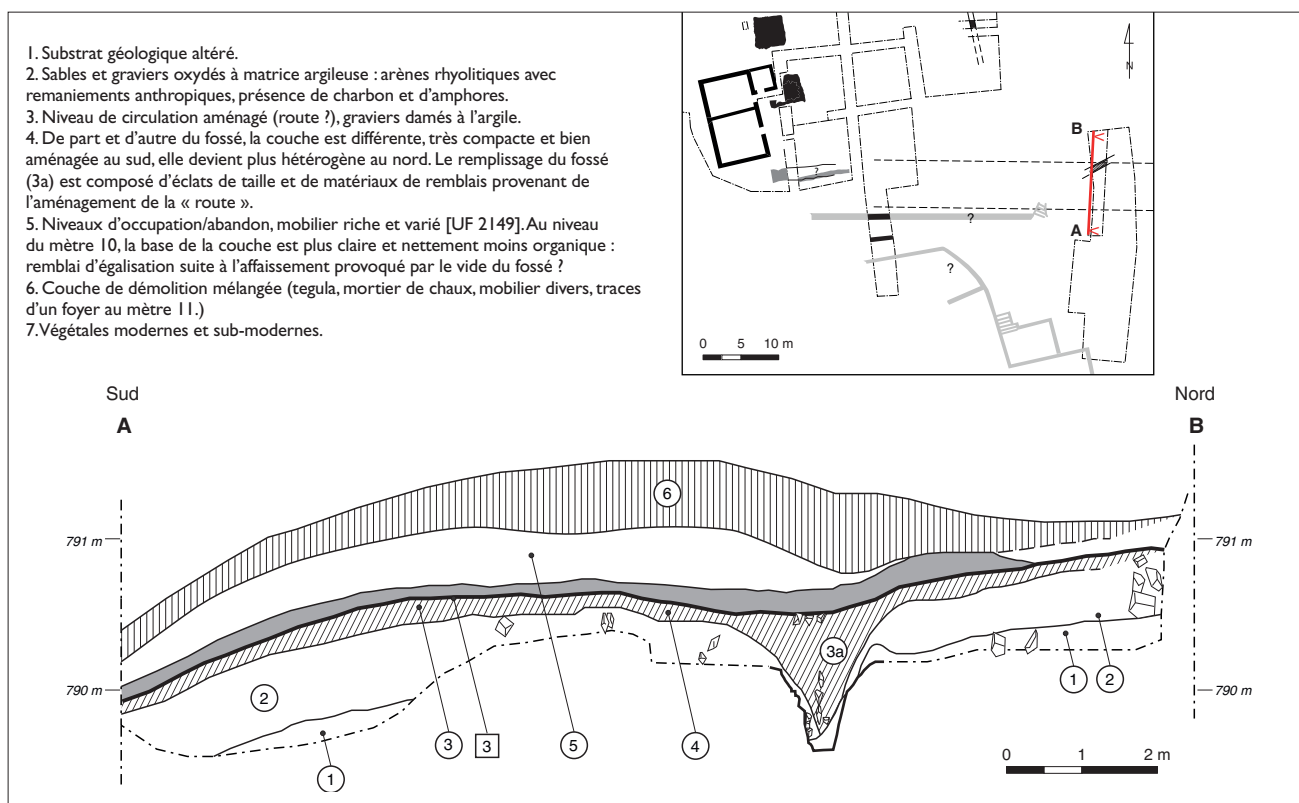 1. Substrat géologique altéré.
2. Sables et graviers oxydés à matrice argileuse : arènes rhyolitiques avec
remaniements anthropiques, présence de charbon et d'amphores.
3. Niveau de circulation aménagé (route ?), graviers damés à l'argile.
4. De part et d'autre du fossé, la couche est différente, très compacte et bien
aménagée au sud, elle devient plus hétérogène au nord. Le remplissage du fossé
(3a) est composé d'éclats de taille et de matériaux de remblais provenant de
l'aménagement de la « route ».
5. Niveaux d'occupation/abandon, mobilier riche et varié [UF 2149]. Au niveau
du mètre 10, la base de la couche est plus claire et nettement moins organique :
remblai d'égalisation suite à l'affaissement provoqué par le vide du fossé ?
6. Couche de démolition mélangée (tegula, mortier de chaux, mobilier divers, traces
d'un foyer au mètre 11.)
7. Végétales modernes et sub-modernes.
N
B
?
?
A
?
0 5 10 m
Sud
A
Nord
B
6
791 m
791 m
3a
790 m
2
1
2
790 m
3
3
5
4
1
0 1 2 m